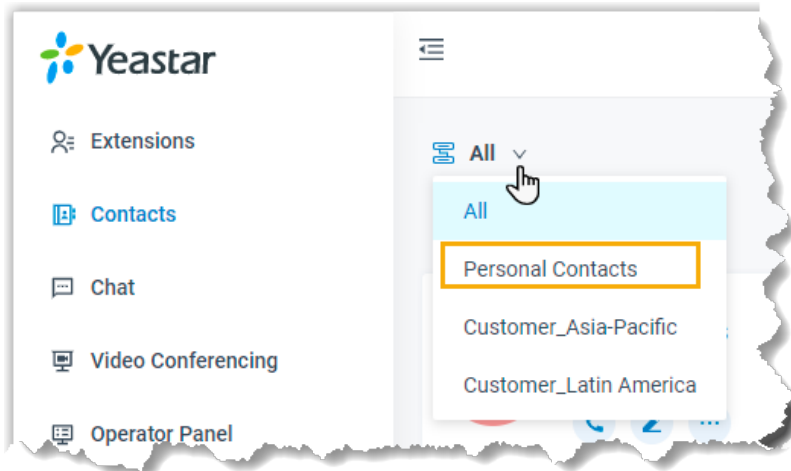 Yeastar
Extensions
Contacts
Chat
Video Conferencing
Operator Panel
All
All
Personal Contacts
Customer_Asia-Pacific
Customer_Latin America